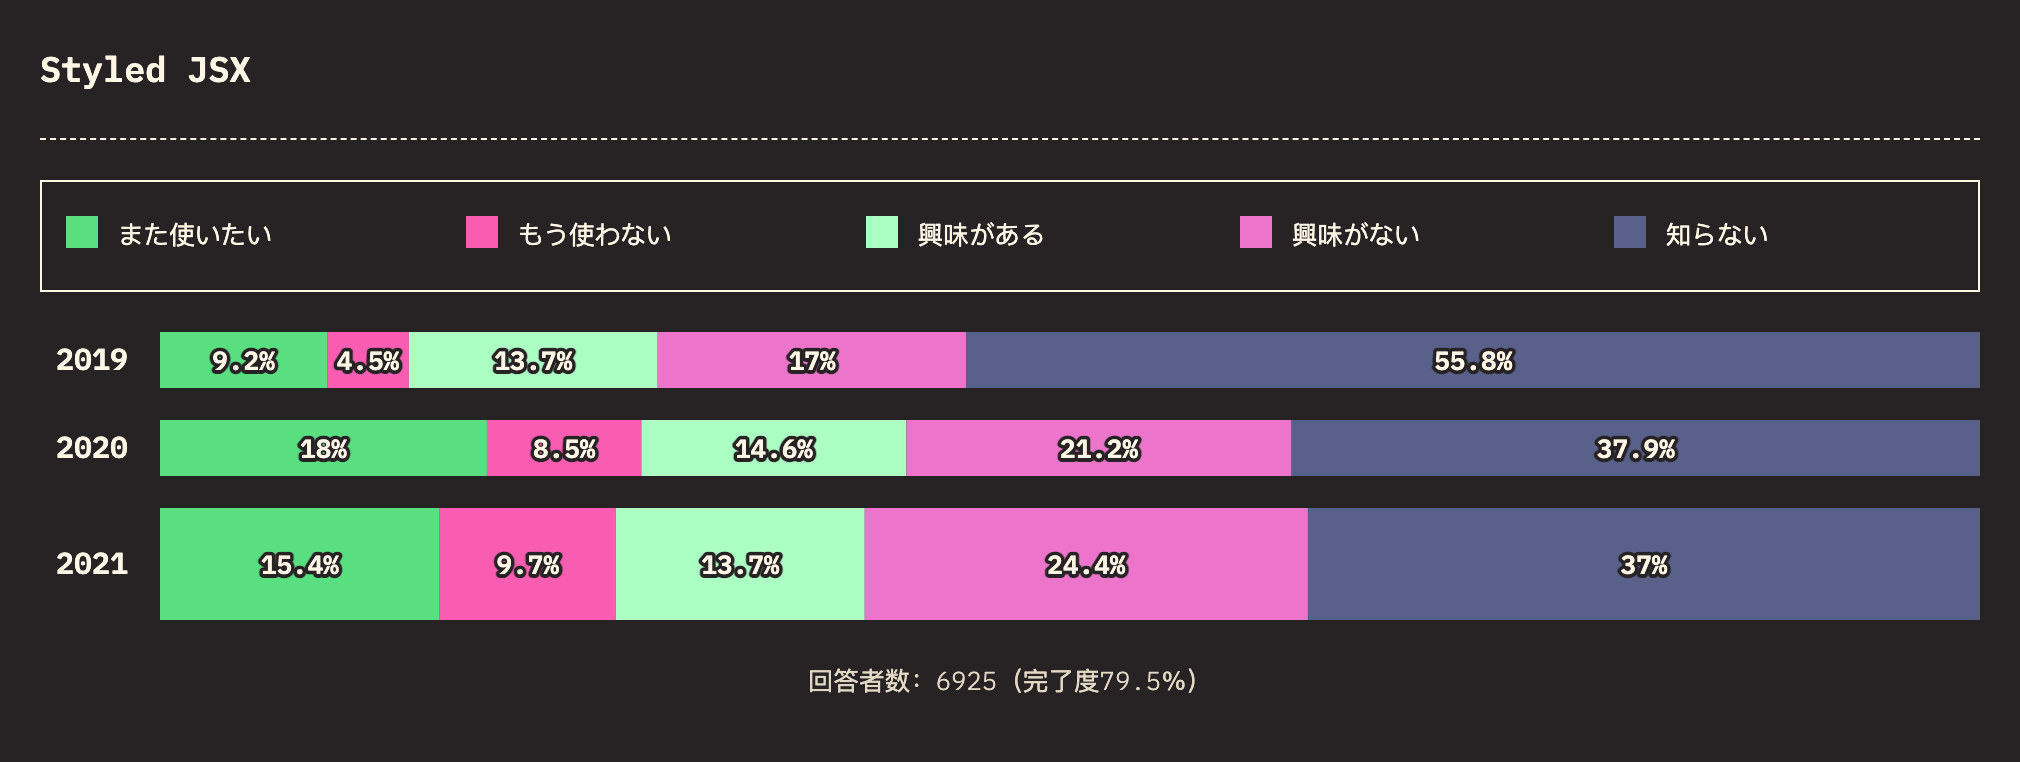 Styled JSX
また使いたい もう使わない 興味がある 興味がない 知らない
2019 9.2% 4.5% 13.7% 17% 55.8%
2020 18% 8.5% 14.6% 21.2% 37.9%
2021 15.4% 9.7% 13.7% 24.4% 37%
回答者数: 6925 (完了度79.5%)